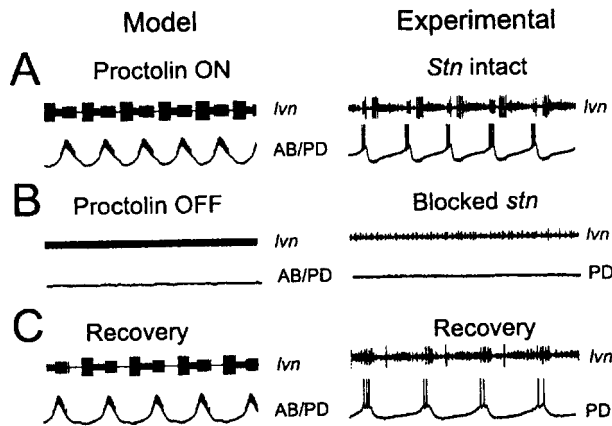 Model Experimental
A Proctolin ON Stn intact
lvn lvn
AB/PD
B Proctolin OFF Blocked stn
lvn lvn
AB/PD PD
C Recovery Recovery
lvn lvn
AB/PD PD